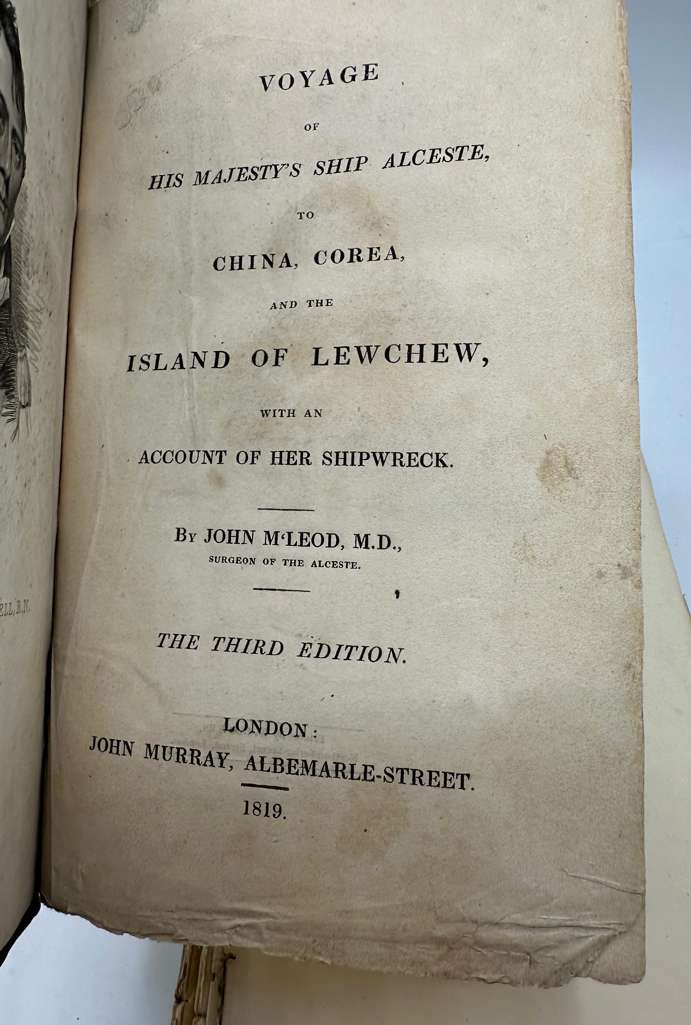 VOYAGE
OF
HIS MAJESTY'S SHIP ALCESTE,
TO
CHINA, COREA,
AND THE
ISLAND OF LEWCHEW,
WITH AN
ACCOUNT OF HER SHIPWRECK.
By JOHN M‘LEOD, M.D.,
SURGEON OF THE ALCESTE.
THE THIRD EDITION.
LONDON:
JOHN MURRAY, ALBEMARLE-STREET.
1819.